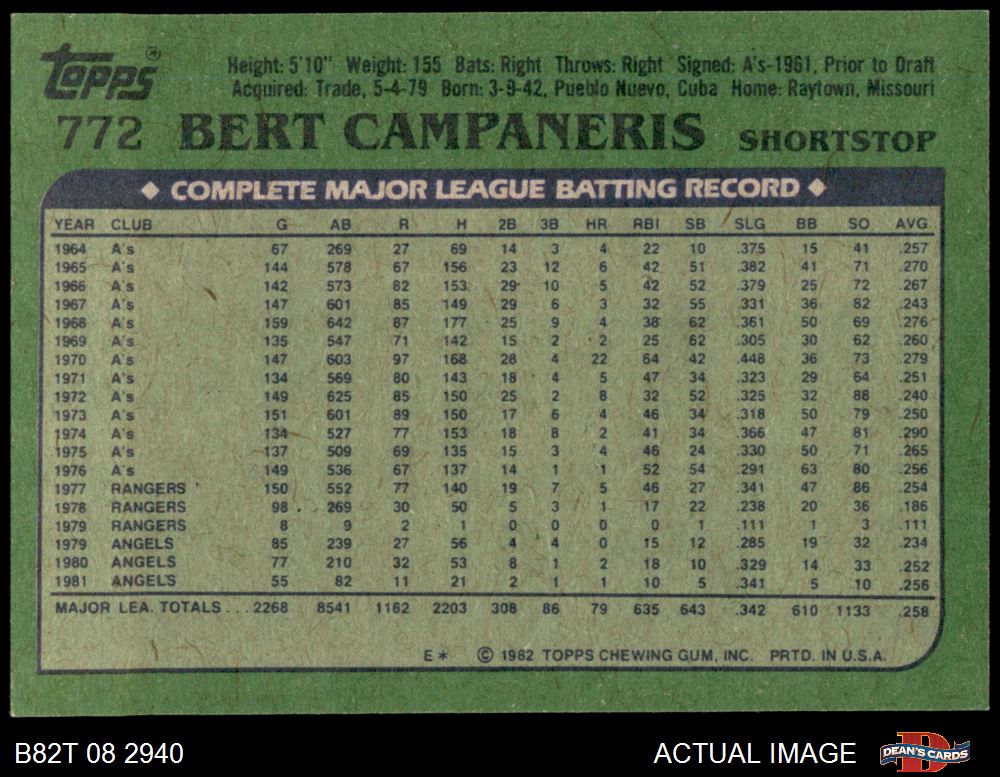 topps®
Height: 5'10" Weight: 155 Bats: Right Throws: Right Signed: A's-1961, Prior to Draft
Acquired: Trade, 5-4-79 Born: 3-9-42, Pueblo Nuevo, Cuba Home: Raytown, Missouri
772 BERT CAMPANERIS SHORTSTOP
◆ COMPLETE MAJOR LEAGUE BATTING RECORD ◆
YEAR CLUB G AB R H 2B 3B HR RBI SB SLG BB SO AVG.
1964 A's 67 269 27 69 14 3 4 22 10 .375 15 41 .257
1965 A's 144 578 67 156 23 12 6 42 51 .382 41 71 .270
1966 A's 142 573 82 153 29 10 5 42 52 .379 25 72 .267
1967 A's 147 601 85 149 29 6 3 32 55 .331 36 82 .243
1968 A's 159 642 87 177 25 9 4 38 62 .361 50 69 .276
1969 A's 135 547 71 142 15 2 2 25 62 .305 30 62 .260
1970 A's 147 603 97 168 28 4 22 64 42 .448 36 73 .279
1971 A's 134 569 80 143 18 4 5 47 34 .323 29 64 .251
1972 A's 149 625 85 150 25 2 8 32 52 .325 32 88 .240
1973 A's 151 601 89 150 17 6 4 46 34 .318 50 79 .250
1974 A's 134 527 77 153 18 8 2 41 34 .366 47 81 .290
1975 A's 137 509 69 135 15 3 4 46 24 .330 50 71 .265
1976 A's 149 536 67 137 14 1 1 52 54 .291 63 80 .256
1977 RANGERS 150 552 77 140 19 7 5 46 27 .341 47 86 .254
1978 RANGERS 98 269 30 50 5 3 1 17 22 .238 20 36 .186
1979 RANGERS 8 9 2 1 0 0 0 0 1 .111 1 3 .111
1979 ANGELS 85 239 27 56 4 4 0 15 12 .285 19 32 .234
1980 ANGELS 77 210 32 53 8 1 2 18 10 .329 14 33 .252
1981 ANGELS 55 82 11 21 2 1 1 10 5 .341 5 10 .256
MAJOR LEA. TOTALS ... 2268 8541 1162 2203 308 86 79 635 643 .342 610 1133 .258
E* © 1982 TOPPS CHEWING GUM, INC. PRTD. IN U.S.A.
B82T 08 2940 ACTUAL IMAGE D DEAN'S CARDS